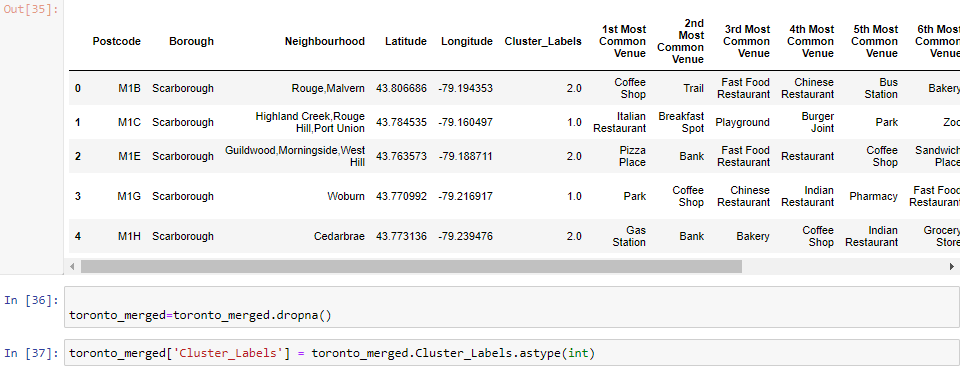 Out[35]:
Postcode Borough Neighbourhood Latitude Longitude Cluster_Labels 1st Most Common Venue 2nd Most Common Venue 3rd Most Common Venue 4th Most Common Venue 5th Most Common Venue 6th Most Common Venue
0 M1B Scarborough Rouge,Malvern 43.806686 -79.194353 2.0 Coffee Shop Trail Fast Food Restaurant Chinese Restaurant Bus Station Bakery
1 M1C Scarborough Highland Creek,Rouge Hill,Port Union 43.784535 -79.160497 1.0 Italian Restaurant Breakfast Spot Playground Burger Joint Park Zoo
2 M1E Scarborough Guildwood,Morningside,West Hill 43.763573 -79.188711 2.0 Pizza Place Bank Fast Food Restaurant Restaurant Coffee Shop Sandwich Place
3 M1G Scarborough Woburn 43.770992 -79.216917 1.0 Park Coffee Shop Chinese Restaurant Indian Restaurant Pharmacy Fast Food Restaurant
4 M1H Scarborough Cedarbrae 43.773136 -79.239476 2.0 Gas Station Bank Bakery Coffee Shop Indian Restaurant Grocery Store
In [36]:
toronto_merged=toronto_merged.dropna()
In [37]: toronto_merged['Cluster_Labels'] = toronto_merged.Cluster_Labels.astype(int)